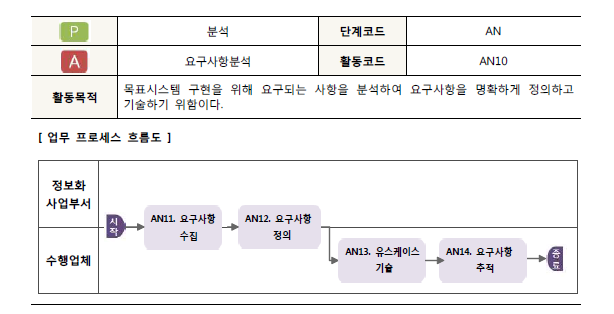 P 분석 단계코드 AN
A 요구사항분석 활동코드 AN10
활동목적 목표시스템 구현을 위해 요구되는 사항을 분석하여 요구사항을 명확하게 정의하고
기술하기 위함이다.
[ 업무 프로세스 흐름도 ]
정보화
사업부서
시
작
AN11. 요구사항
수집
AN12. 요구사항
정의
수행업체
AN13. 유스케이스
기술
AN14. 요구사항
추적
종
료